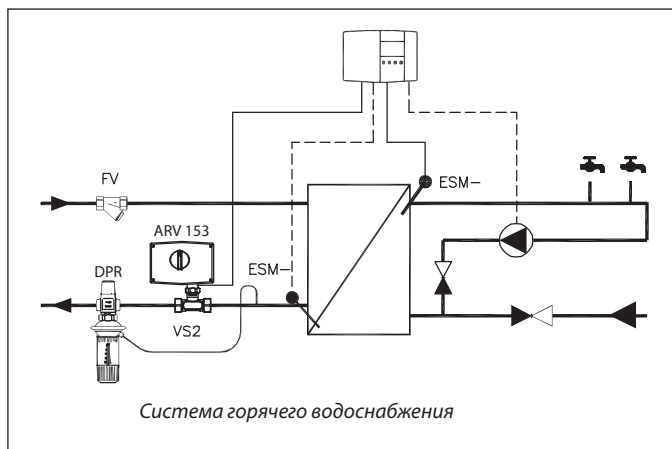 FV
ESM-
ARV 153
DPR
ESM-
VS2
Система горячего водоснабжения